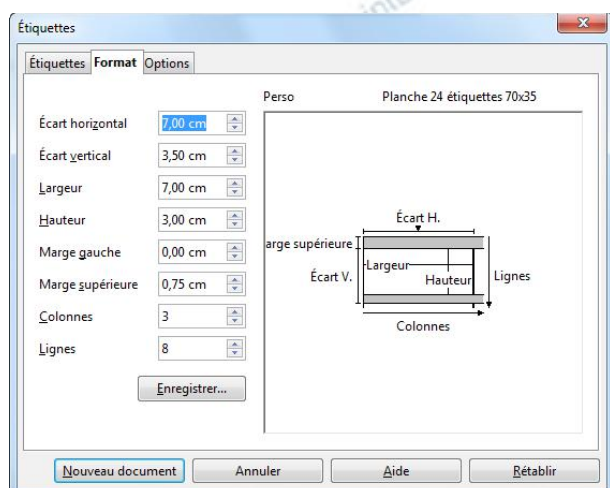 Étiquettes
Étiquettes Format Options
Perso Planche 24 étiquettes 70x35
Écart horizontal 7,00 cm
Écart vertical 3,50 cm
Largeur 7,00 cm
Hauteur 3,00 cm
Marge gauche 0,00 cm
Marge supérieure 0,75 cm
Colonnes 3
Lignes 8
Enregistrer...
Écart H.
arge supérieure
Largeur
Écart V.
Hauteur
Lignes
Colonnes
Nouveau document Annuler Aide Rétablir